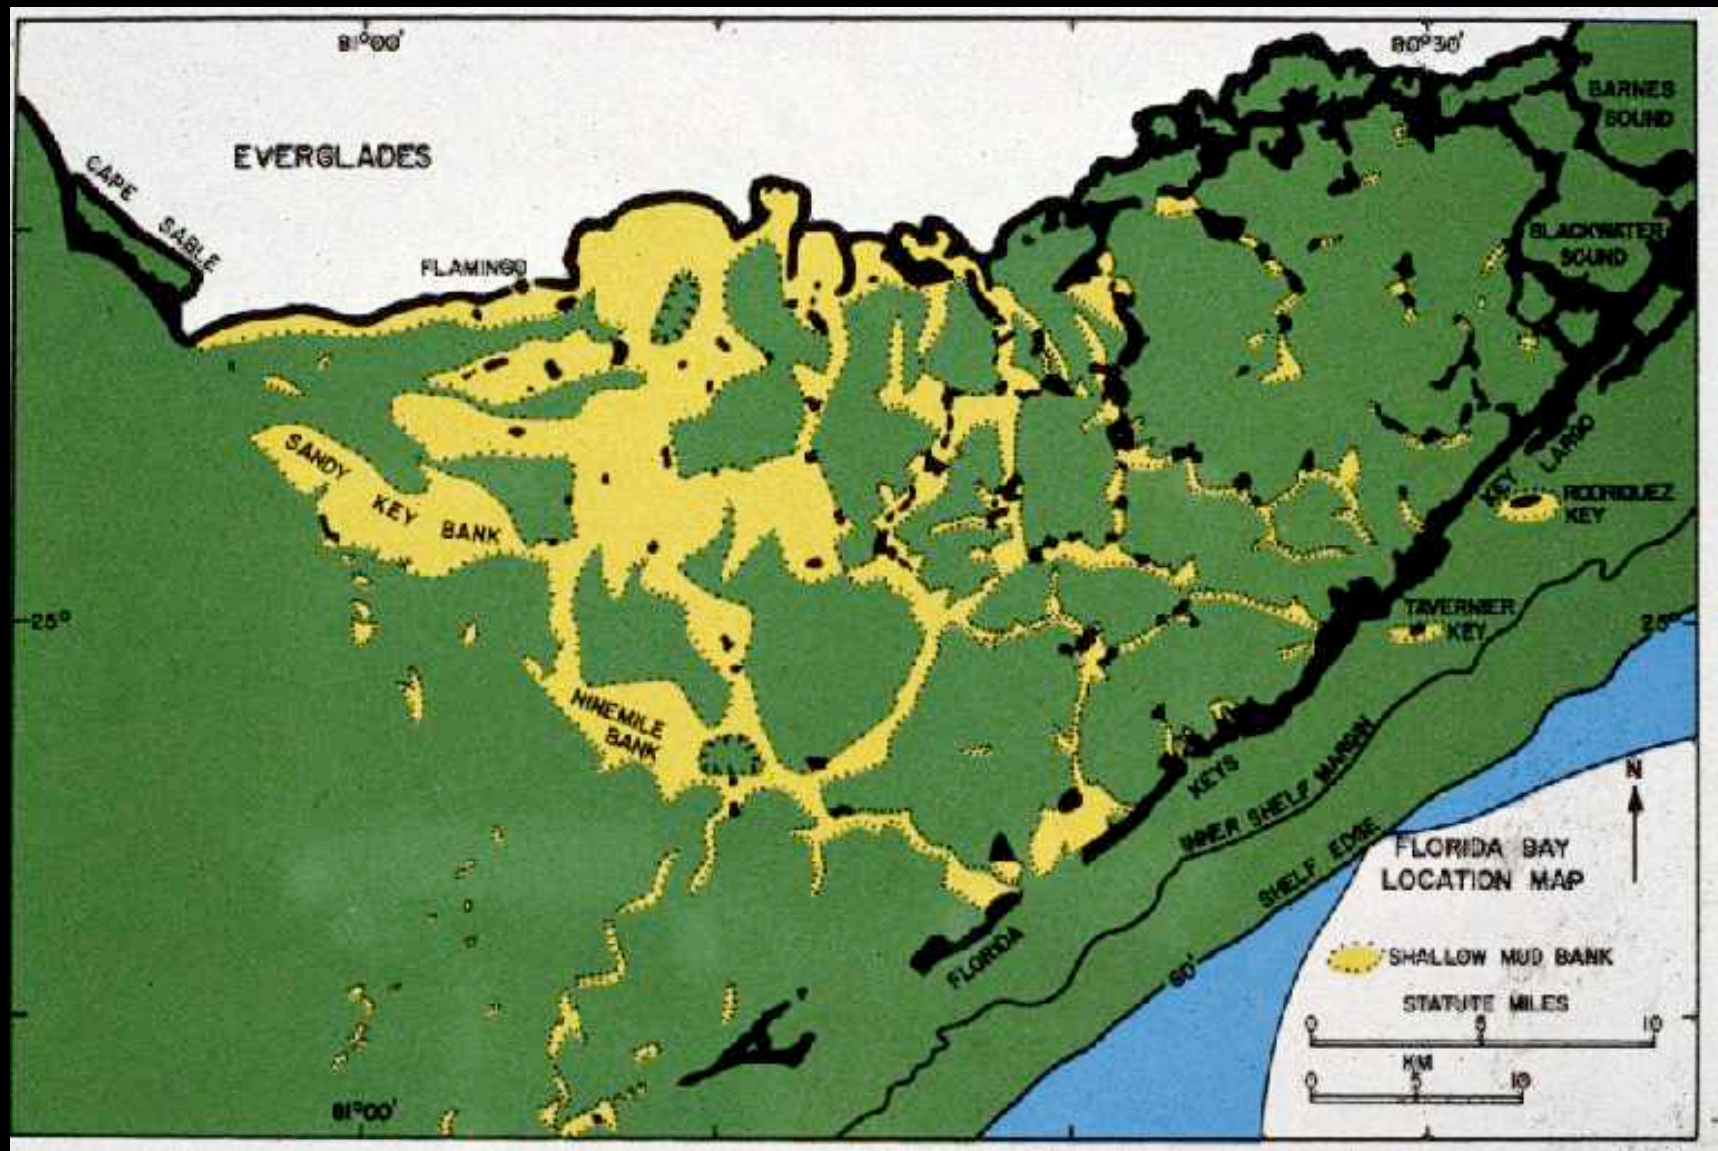 81°00'
80°30'
BARNES
SOUND
EVERGLADES
CAPE SABLE
BLACKWATER
SOUND
FLAMINGO
SANDY KEY BANK
KEY LARGO
RODRIQUEZ
KEY
25°
TAVERNIER
KEY
25°
NINEMILE
BANK
KEYS
INNER SHELF MARGIN
N
SHELF EDGE
FLORIDA BAY
LOCATION MAP
FLORIDA
60'
SHALLOW MUD BANK
STATUTE MILES
0 5 10
KM
0 5 10
81°00'